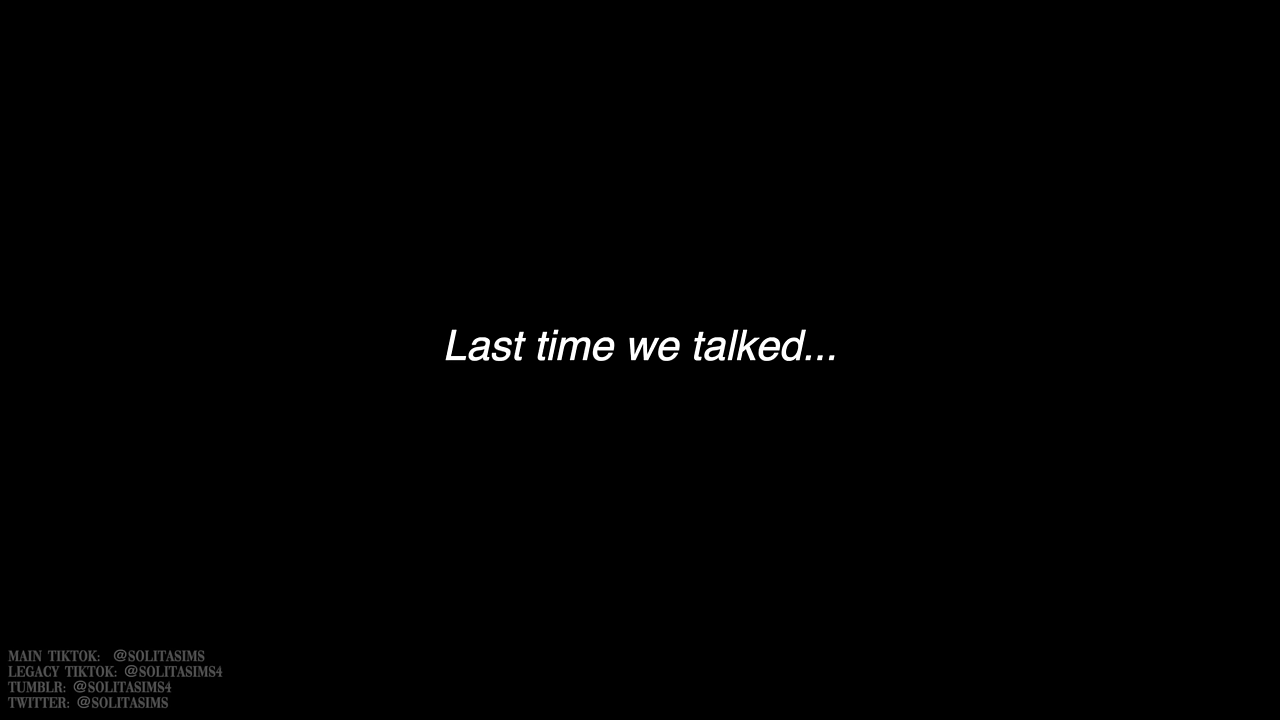 Last time we talked...
MAIN TIKTOK: @SOLITASIMS
LEGACY TIKTOK: @SOLITASIMS4
TUMBLR: @SOLITASIMS4
TWITTER: @SOLITASIMS